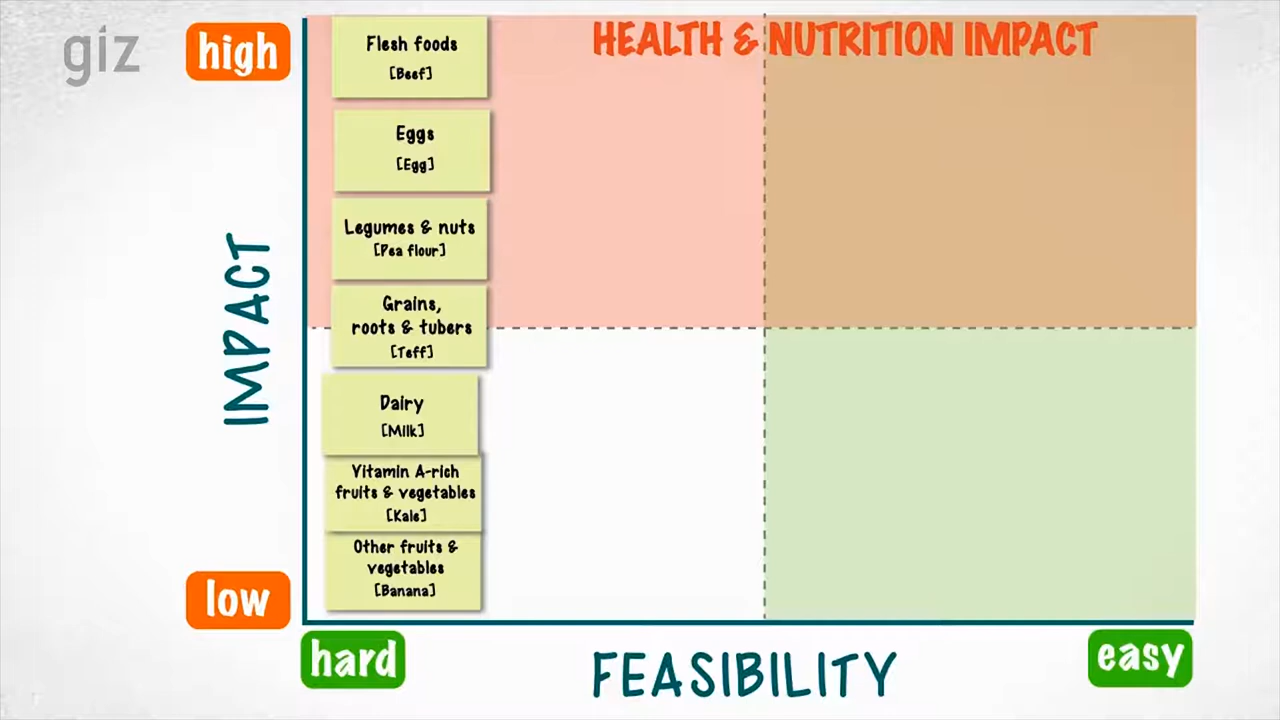 giz
high
HEALTH & NUTRITION IMPACT
Flesh foods
[Beef]
Eggs
[Egg]
Legumes & nuts
[Pea flour]
Grains,
roots & tubers
[Teff]
Dairy
[Milk]
Vitamin A-rich
fruits & vegetables
[Kale]
Other fruits &
vegetables
[Banana]
IMPACT
low
hard
FEASIBILITY
easy